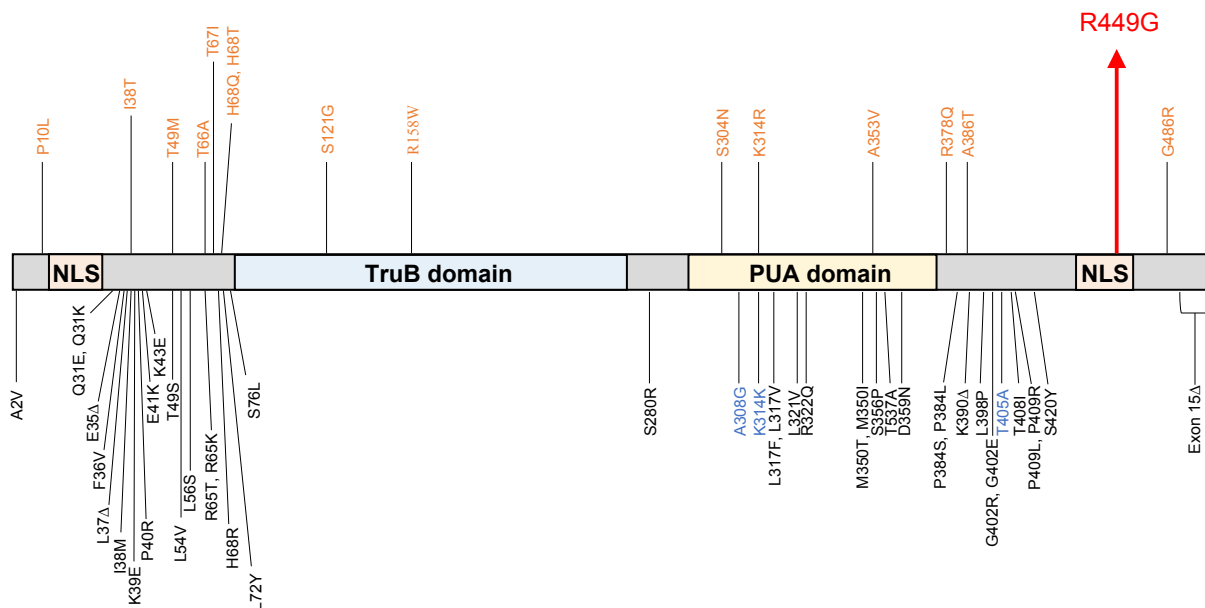 R449G
P10L
I38T
T49M
T66A
T67I
H68Q, H68T
S121G
R158W
S304N
K314R
A353V
R378Q
A386T
G486R
NLS
TruB domain
PUA domain
NLS
A2V
Q31E, Q31K
E35Δ
F36V
L37Δ
I38M
K39E
P40R
E41K
K43E
T49S
L54V
L56S
R65T, R65K
H68R
L72Y
S76L
S280R
A308G
K314K
L317F, L317V
L321V
R322Q
M350T, M350I
S356P
T537A
D359N
P384S, P384L
K390Δ
L398P
G402R, G402E
T405A
T408I
P409L, P409R
S420Y
Exon 15Δ